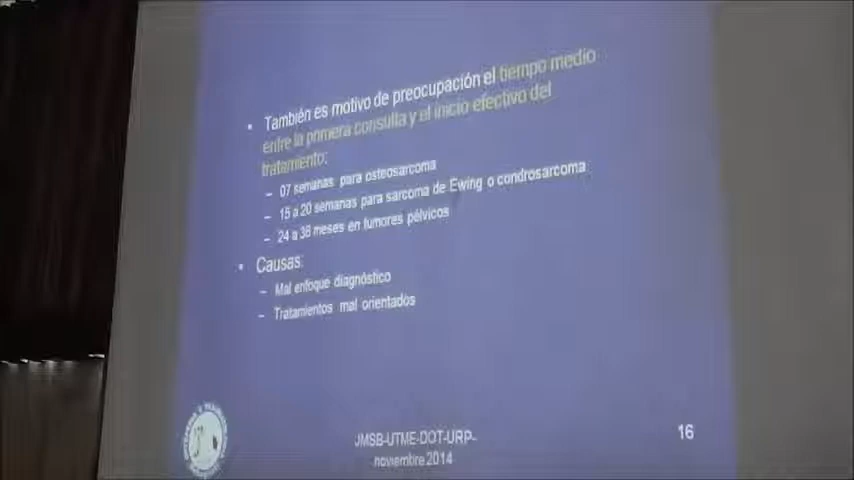 • También es motivo de preocupación el tiempo medio
entre la primera consulta y el inicio efectivo del
tratamiento:
– 07 semanas para osteosarcoma
– 15 a 20 semanas para sarcoma de Ewing o condrosarcoma
– 24 a 36 meses en tumores pélvicos
• Causas:
– Mal enfoque diagnóstico
– Tratamientos mal orientados
JMSB-UTME-DOT-URP-
noviembre 2014
16